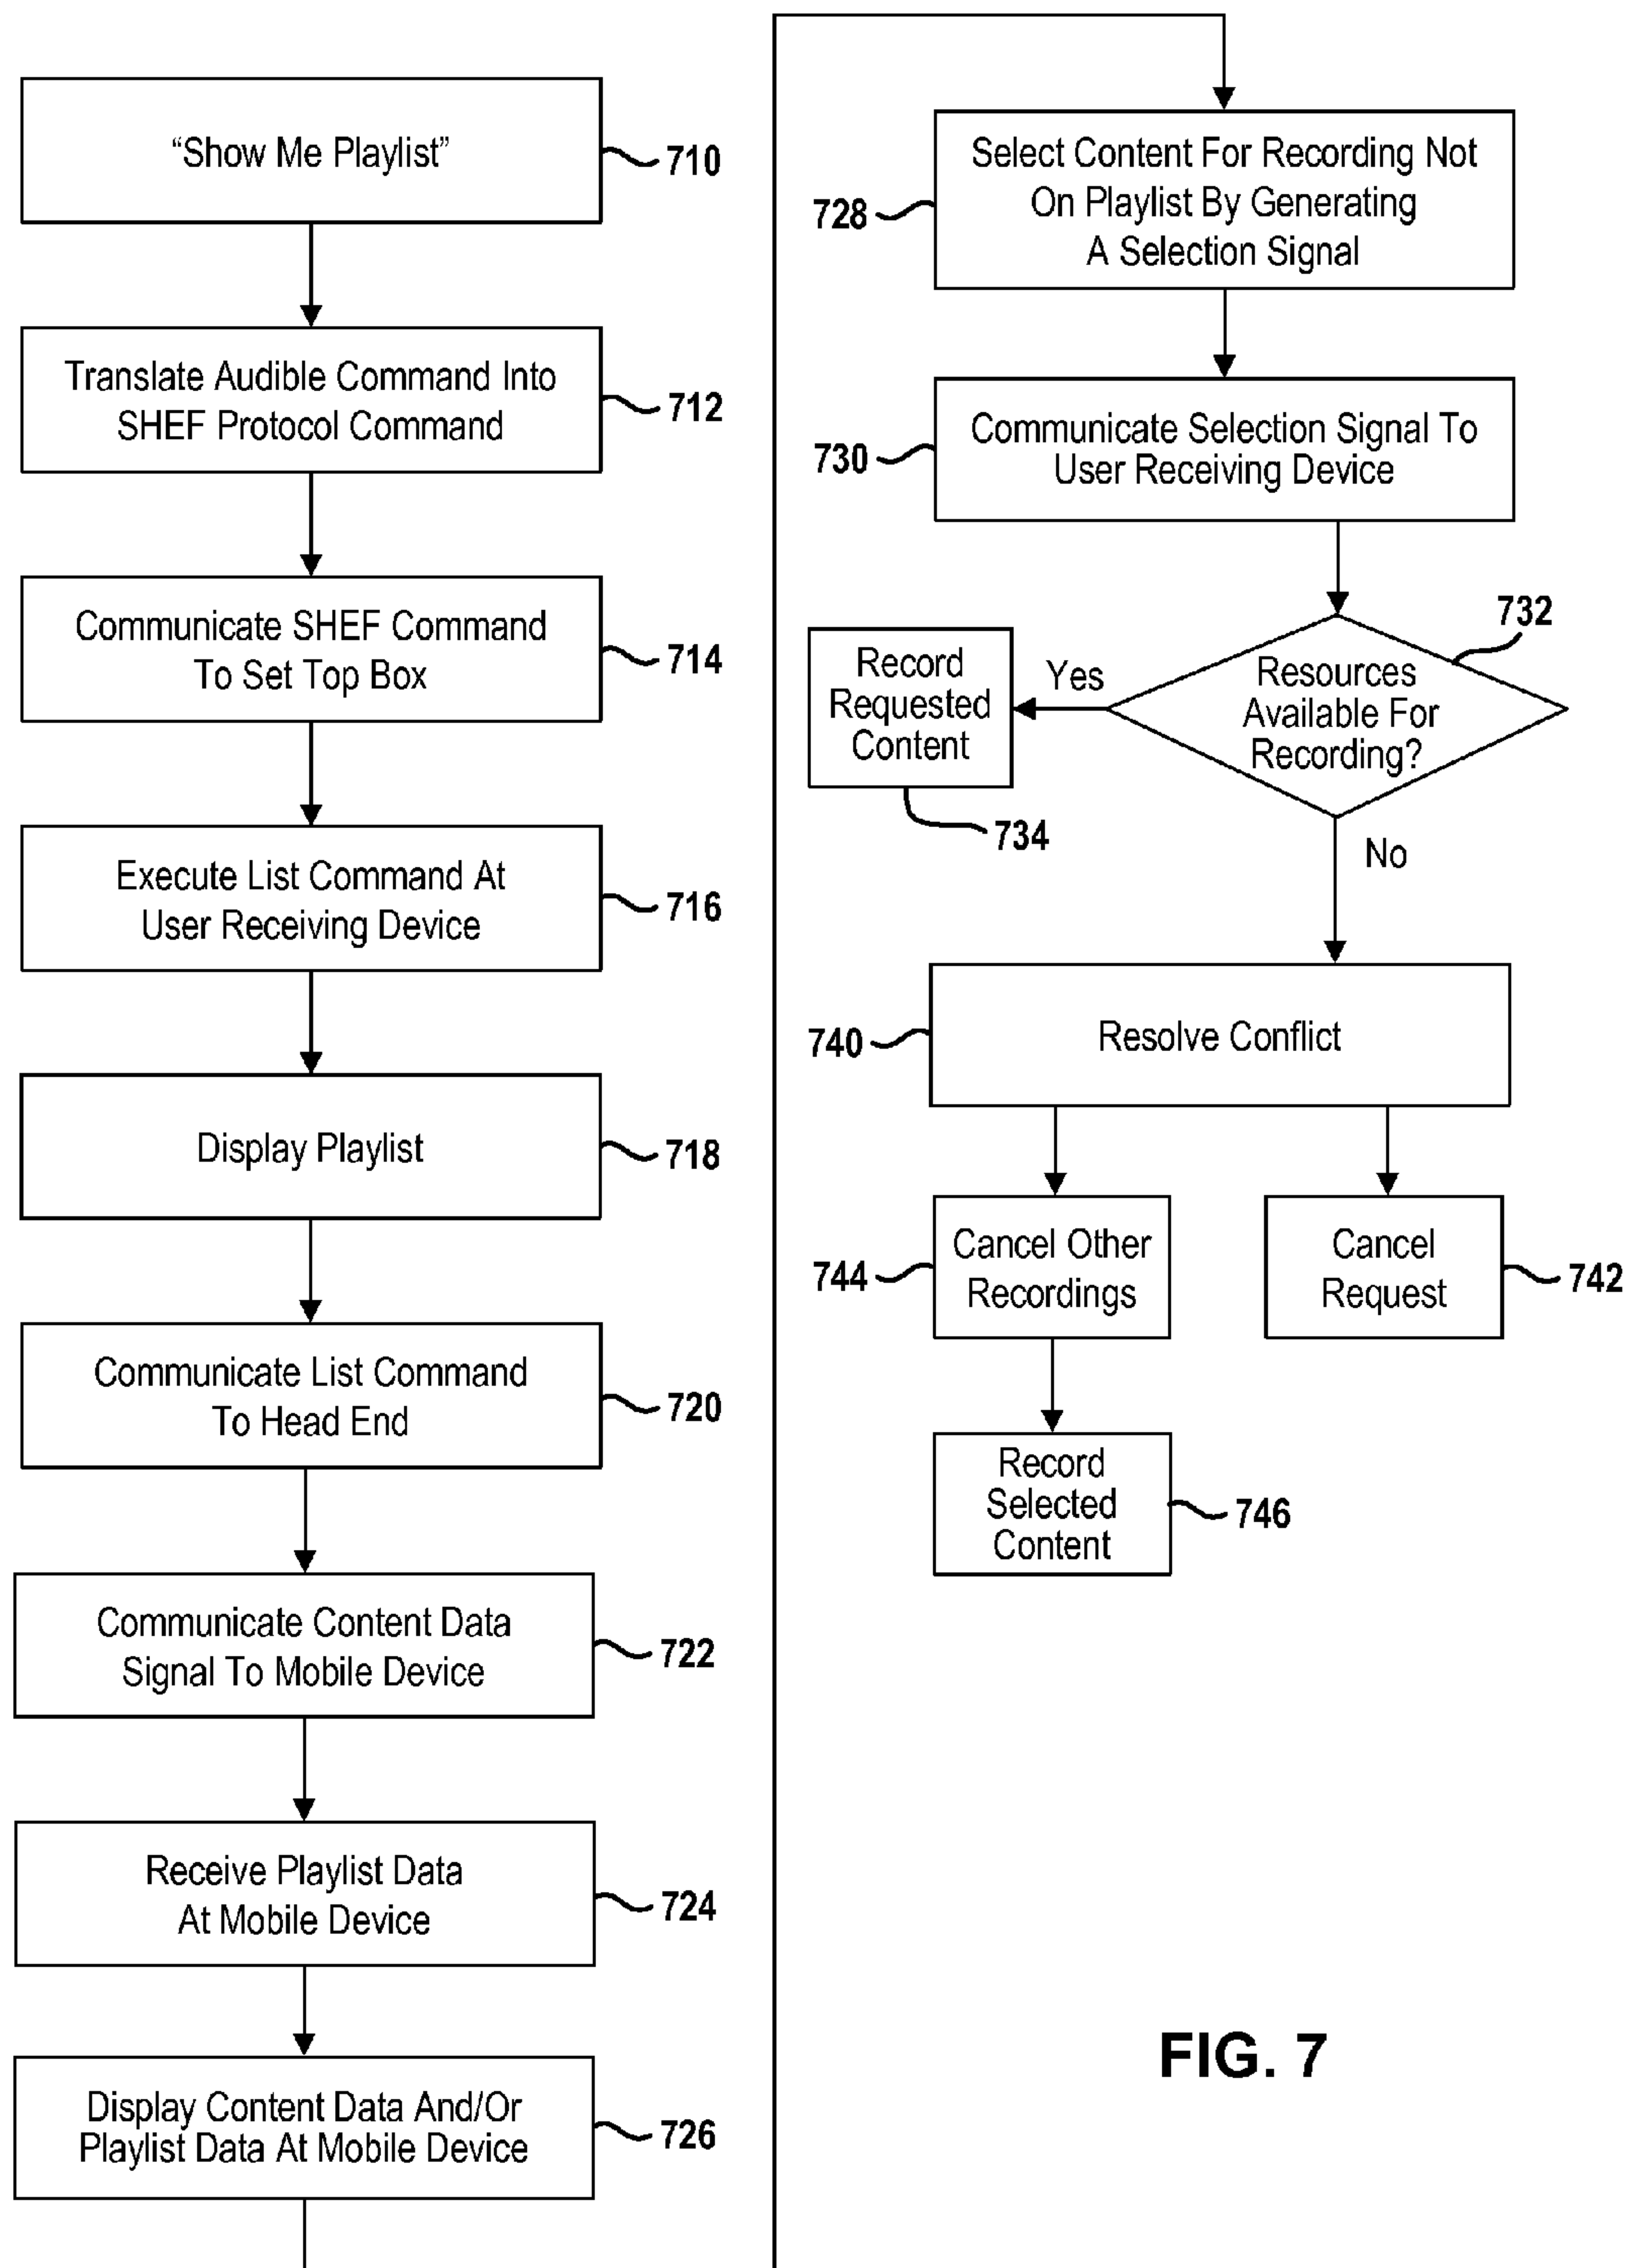 “Show Me Playlist”
710
Translate Audible Command Into
SHEF Protocol Command
712
Communicate SHEF Command
To Set Top Box
714
Execute List Command At
User Receiving Device
716
Display Playlist
718
Communicate List Command
To Head End
720
Communicate Content Data
Signal To Mobile Device
722
Receive Playlist Data
At Mobile Device
724
Display Content Data And/Or
Playlist Data At Mobile Device
726
Select Content For Recording Not
On Playlist By Generating
A Selection Signal
728
Communicate Selection Signal To
User Receiving Device
730
Resources
Available For
Recording?
732
Yes
Record
Requested
Content
734
No
Resolve Conflict
740
Cancel Other
Recordings
744
Cancel
Request
742
Record
Selected
Content
746
FIG. 7